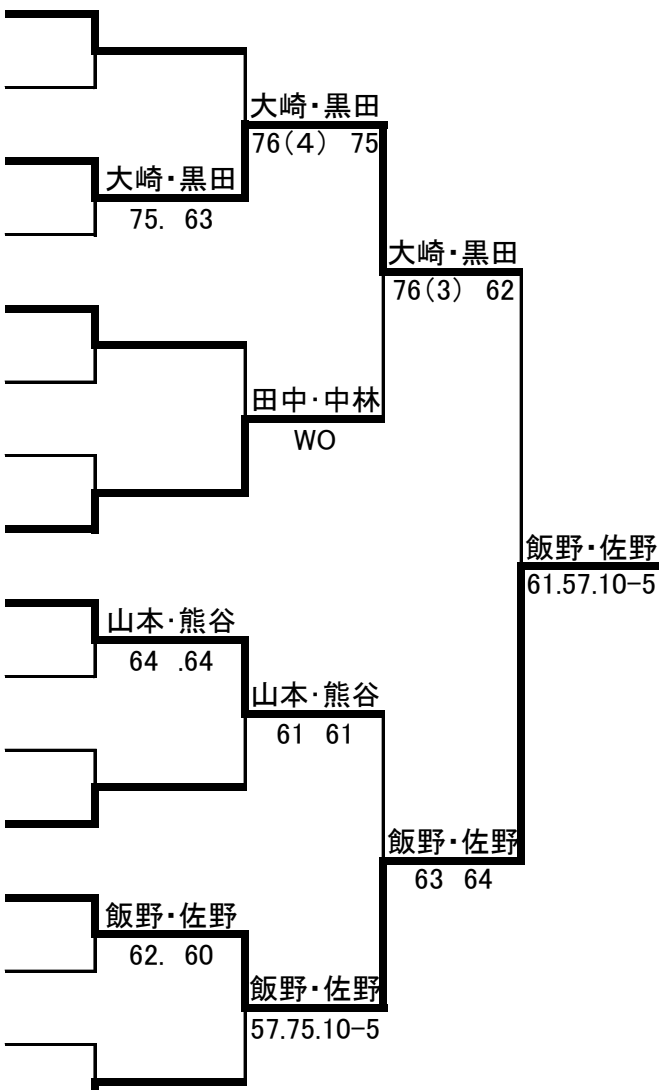 大崎・黒田
76(4) 75
大崎・黒田
75. 63
大崎・黒田
76(3) 62
田中・中林
WO
飯野・佐野
61.57.10-5
山本・熊谷
64 .64
山本・熊谷
61 61
飯野・佐野
63 64
飯野・佐野
62. 60
飯野・佐野
57.75.10-5